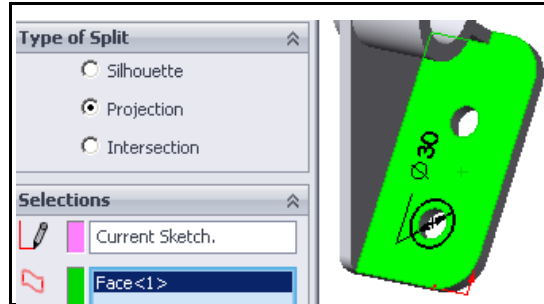 Type of Split
Silhouette
Projection
Intersection
Selections
Current Sketch.
Face<1>
Ø30